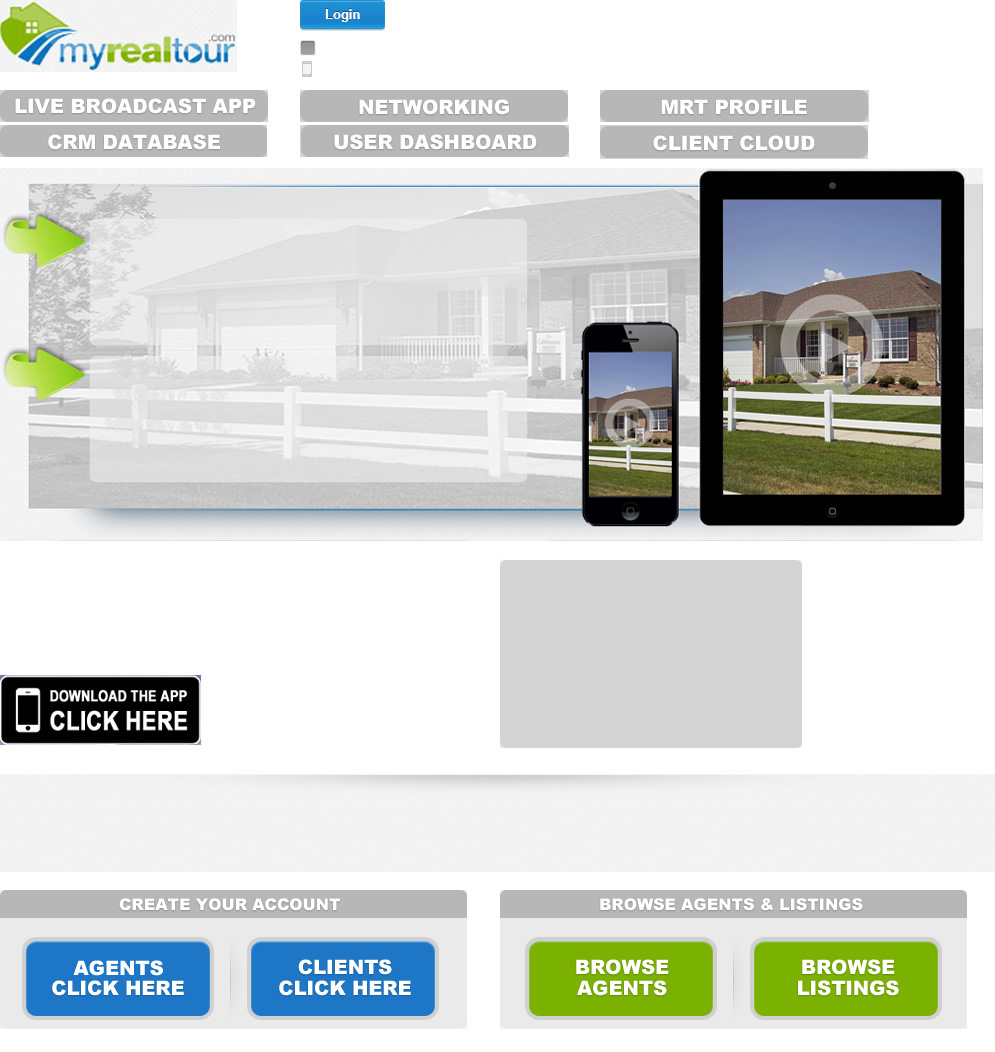 Login
myrealtour
.com
LIVE BROADCAST APP
NETWORKING
MRT PROFILE
CRM DATABASE
USER DASHBOARD
CLIENT CLOUD
DOWNLOAD THE APP
CLICK HERE
CREATE YOUR ACCOUNT
BROWSE AGENTS & LISTINGS
AGENTS
CLICK HERE
CLIENTS
CLICK HERE
BROWSE
AGENTS
BROWSE
LISTINGS